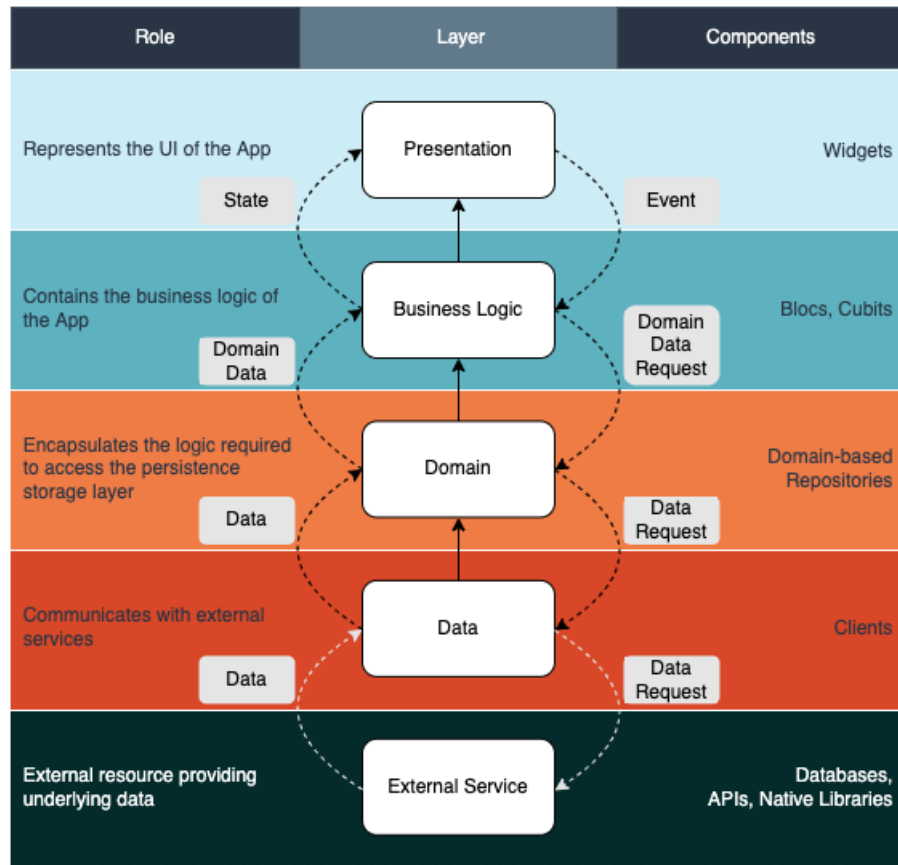 Role
Layer
Components
Represents the UI of the App
Presentation
Widgets
State
Event
Contains the business logic of
the App
Business Logic
Blocs, Cubits
Domain
Data
Domain
Data
Request
Encapsulates the logic required
to access the persistence
storage layer
Domain
Domain-based
Repositories
Data
Data
Request
Communicates with external
services
Data
Clients
Data
Data
Request
External resource providing
underlying data
External Service
Databases,
APIs, Native Libraries